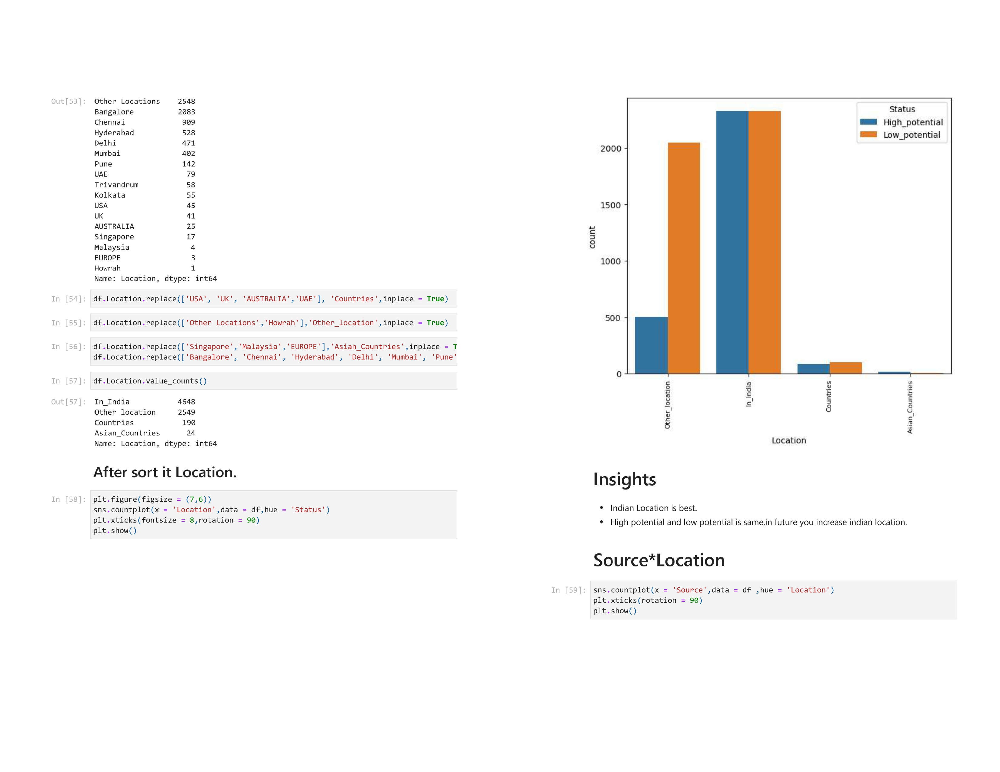 Out[53]: Other Locations    2548
Bangalore          2083
Chennai             909
Hyderabad           528
Delhi               471
Mumbai              402
Pune                142
UAE                  79
Trivandrum           58
Kolkata              55
USA                  45
UK                   41
AUSTRALIA            25
Singapore            17
Malaysia              4
EUROPE                3
Howrah                1
Name: Location, dtype: int64
In [54]: df.Location.replace(['USA', 'UK', 'AUSTRALIA','UAE'], 'Countries',inplace = True)
In [55]: df.Location.replace(['Other Locations','Howrah'],'Other_location',inplace = True)
In [56]: df.Location.replace(['Singapore','Malaysia','EUROPE'],'Asian_Countries',inplace = T
df.Location.replace(['Bangalore', 'Chennai', 'Hyderabad', 'Delhi', 'Mumbai', 'Pune'
In [57]: df.Location.value_counts()
Out[57]: In_India           4648
Other_location     2549
Countries           190
Asian_Countries      24
Name: Location, dtype: int64
After sort it Location.
In [58]: plt.figure(figsize = (7,6))
sns.countplot(x = 'Location',data = df,hue = 'Status')
plt.xticks(fontsize = 8,rotation = 90)
plt.show()
Status
High_potential
Low_potential
2000
1500
1000
500
0
count
Other_location
In_India
Countries
Asian_Countries
Location
Insights
Indian Location is best.
High potential and low potential is same,in future you increase indian location.
Source*Location
In [59]: sns.countplot(x = 'Source',data = df ,hue = 'Location')
plt.xticks(rotation = 90)
plt.show()